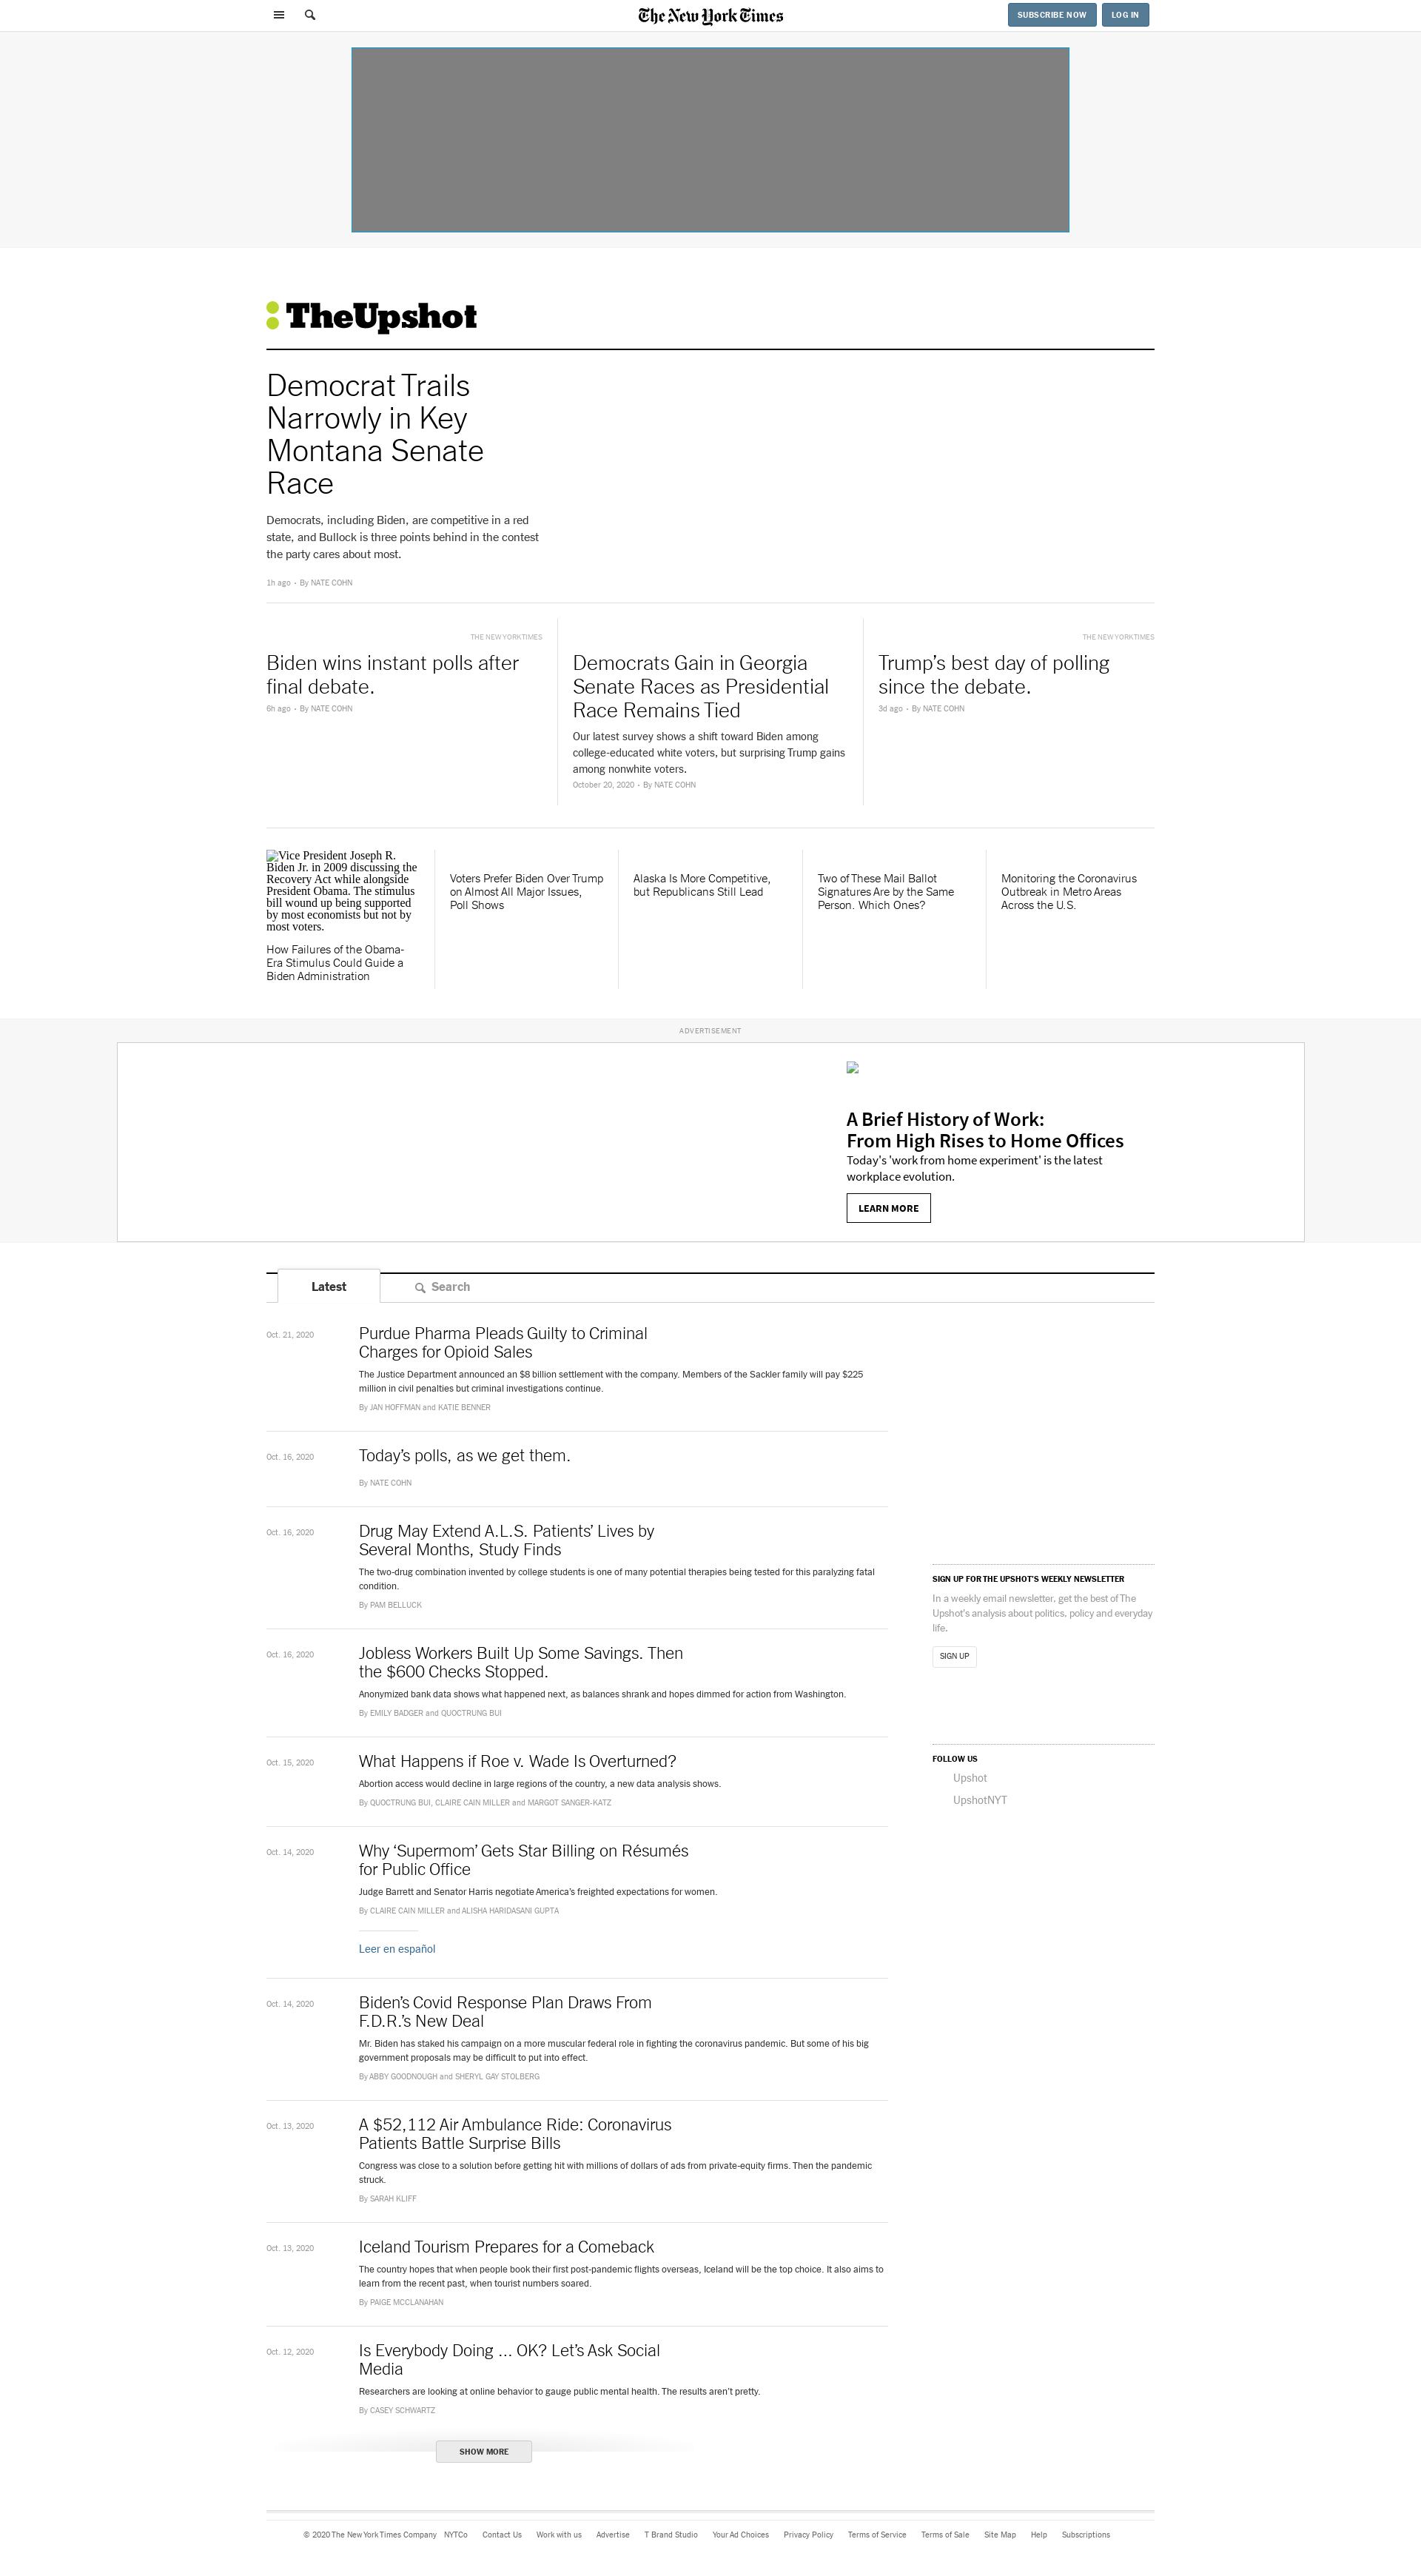 The New York Times
SUBSCRIBE NOW
LOG IN
TheUpshot
Democrat Trails
Narrowly in Key
Montana Senate
Race
Democrats, including Biden, are competitive in a red
state, and Bullock is three points behind in the contest
the party cares about most.
1h ago • By NATE COHN
THE NEW YORK TIMES
Biden wins instant polls after
final debate.
6h ago • By NATE COHN
Democrats Gain in Georgia
Senate Races as Presidential
Race Remains Tied
Our latest survey shows a shift toward Biden among
college-educated white voters, but surprising Trump gains
among nonwhite voters.
October 20, 2020 • By NATE COHN
THE NEW YORK TIMES
Trump’s best day of polling
since the debate.
3d ago • By NATE COHN
Vice President Joseph R.
Biden Jr. in 2009 discussing the
Recovery Act while alongside
President Obama. The stimulus
bill wound up being supported
by most economists but not by
most voters.
How Failures of the Obama-
Era Stimulus Could Guide a
Biden Administration
Voters Prefer Biden Over Trump
on Almost All Major Issues,
Poll Shows
Alaska Is More Competitive,
but Republicans Still Lead
Two of These Mail Ballot
Signatures Are by the Same
Person. Which Ones?
Monitoring the Coronavirus
Outbreak in Metro Areas
Across the U.S.
ADVERTISEMENT
A Brief History of Work:
From High Rises to Home Offices
Today's 'work from home experiment' is the latest
workplace evolution.
LEARN MORE
Latest
Search
Oct. 21, 2020
Purdue Pharma Pleads Guilty to Criminal
Charges for Opioid Sales
The Justice Department announced an $8 billion settlement with the company. Members of the Sackler family will pay $225
million in civil penalties but criminal investigations continue.
By JAN HOFFMAN and KATIE BENNER
Oct. 16, 2020
Today’s polls, as we get them.
By NATE COHN
Oct. 16, 2020
Drug May Extend A.L.S. Patients’ Lives by
Several Months, Study Finds
The two-drug combination invented by college students is one of many potential therapies being tested for this paralyzing fatal
condition.
By PAM BELLUCK
Oct. 16, 2020
Jobless Workers Built Up Some Savings. Then
the $600 Checks Stopped.
Anonymized bank data shows what happened next, as balances shrank and hopes dimmed for action from Washington.
By EMILY BADGER and QUOCTRUNG BUI
Oct. 15, 2020
What Happens if Roe v. Wade Is Overturned?
Abortion access would decline in large regions of the country, a new data analysis shows.
By QUOCTRUNG BUI, CLAIRE CAIN MILLER and MARGOT SANGER-KATZ
Oct. 14, 2020
Why ‘Supermom’ Gets Star Billing on Résumés
for Public Office
Judge Barrett and Senator Harris negotiate America’s freighted expectations for women.
By CLAIRE CAIN MILLER and ALISHA HARIDASANI GUPTA
Leer en español
Oct. 14, 2020
Biden’s Covid Response Plan Draws From
F.D.R.’s New Deal
Mr. Biden has staked his campaign on a more muscular federal role in fighting the coronavirus pandemic. But some of his big
government proposals may be difficult to put into effect.
By ABBY GOODNOUGH and SHERYL GAY STOLBERG
Oct. 13, 2020
A $52,112 Air Ambulance Ride: Coronavirus
Patients Battle Surprise Bills
Congress was close to a solution before getting hit with millions of dollars of ads from private-equity firms. Then the pandemic
struck.
By SARAH KLIFF
Oct. 13, 2020
Iceland Tourism Prepares for a Comeback
The country hopes that when people book their first post-pandemic flights overseas, Iceland will be the top choice. It also aims to
learn from the recent past, when tourist numbers soared.
By PAIGE MCCLANAHAN
Oct. 12, 2020
Is Everybody Doing … OK? Let’s Ask Social
Media
Researchers are looking at online behavior to gauge public mental health. The results aren’t pretty.
By CASEY SCHWARTZ
SHOW MORE
SIGN UP FOR THE UPSHOT’S WEEKLY NEWSLETTER
In a weekly email newsletter, get the best of The
Upshot’s analysis about politics, policy and everyday
life.
SIGN UP
FOLLOW US
Upshot
UpshotNYT
© 2020 The New York Times Company NYTCo Contact Us Work with us Advertise T Brand Studio Your Ad Choices Privacy Policy Terms of Service Terms of Sale Site Map Help Subscriptions